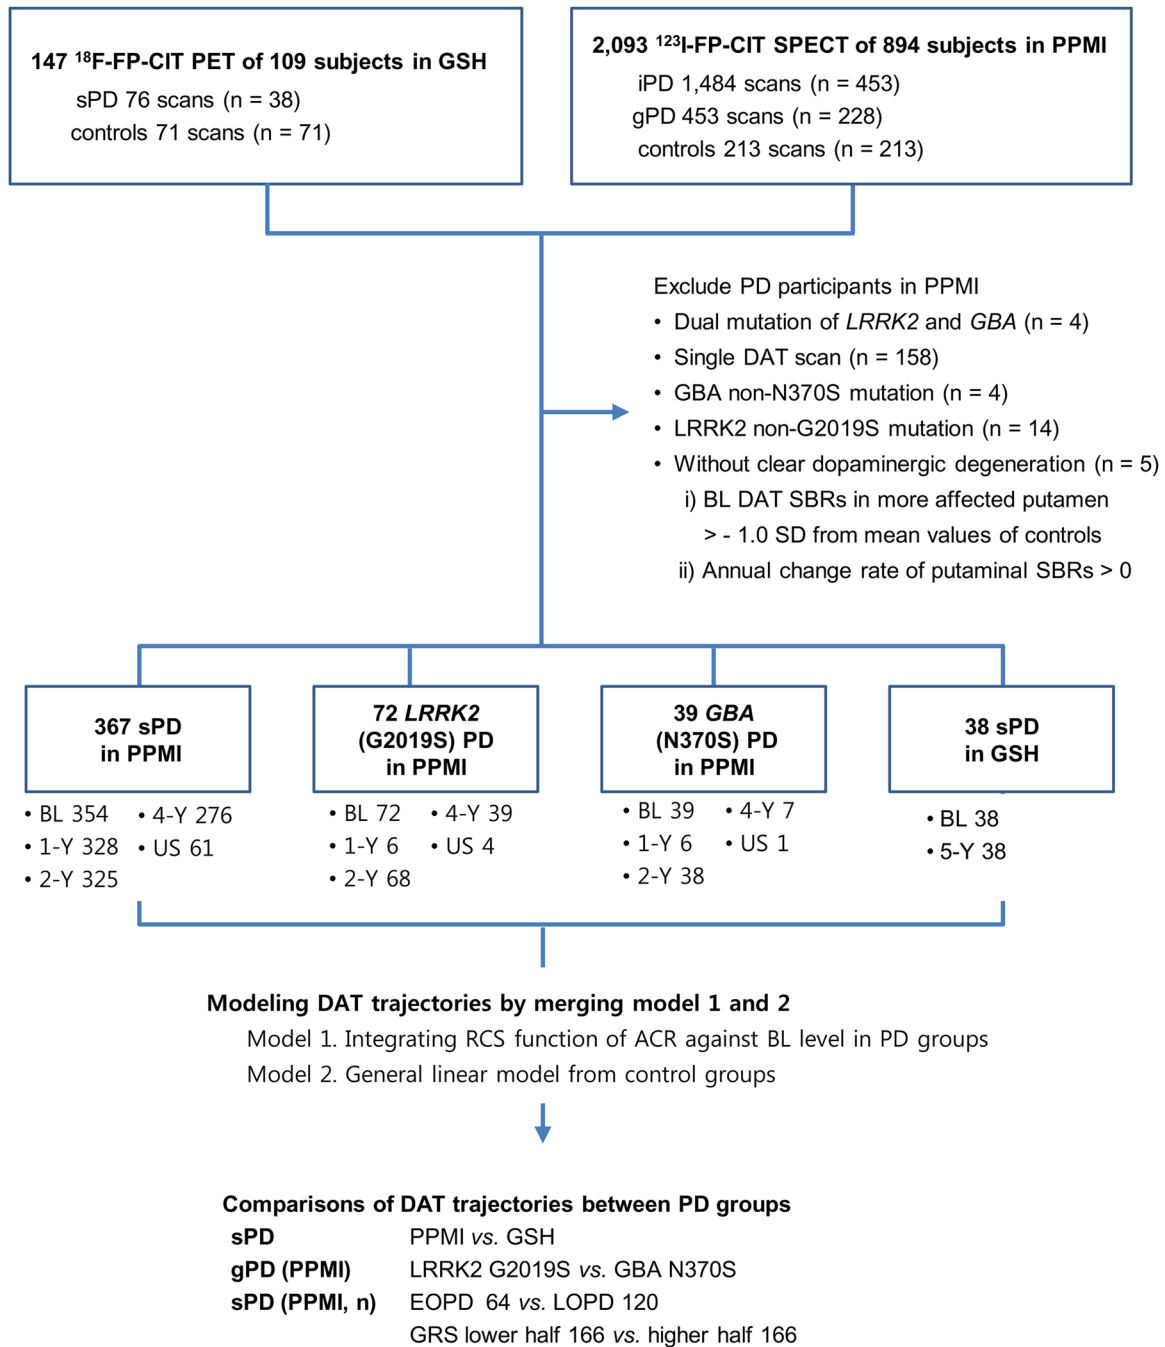 147 ¹⁸F-FP-CIT PET of 109 subjects in GSH
sPD 76 scans (n = 38)
controls 71 scans (n = 71)
2,093 ¹²³I-FP-CIT SPECT of 894 subjects in PPMI
iPD 1,484 scans (n = 453)
gPD 453 scans (n = 228)
controls 213 scans (n = 213)
Exclude PD participants in PPMI
• Dual mutation of LRRK2 and GBA (n = 4)
• Single DAT scan (n = 158)
• GBA non-N370S mutation (n = 4)
• LRRK2 non-G2019S mutation (n = 14)
• Without clear dopaminergic degeneration (n = 5)
i) BL DAT SBRs in more affected putamen
> - 1.0 SD from mean values of controls
ii) Annual change rate of putaminal SBRs > 0
367 sPD
in PPMI
• BL 354 • 4-Y 276
• 1-Y 328 • US 61
• 2-Y 325
72 LRRK2
(G2019S) PD
in PPMI
• BL 72 • 4-Y 39
• 1-Y 6 • US 4
• 2-Y 68
39 GBA
(N370S) PD
in PPMI
• BL 39 • 4-Y 7
• 1-Y 6 • US 1
• 2-Y 38
38 sPD
in GSH
• BL 38
• 5-Y 38
Modeling DAT trajectories by merging model 1 and 2
Model 1. Integrating RCS function of ACR against BL level in PD groups
Model 2. General linear model from control groups
Comparisons of DAT trajectories between PD groups
sPD PPMI vs. GSH
gPD (PPMI) LRRK2 G2019S vs. GBA N370S
sPD (PPMI, n) EOPD 64 vs. LOPD 120
GRS lower half 166 vs. higher half 166